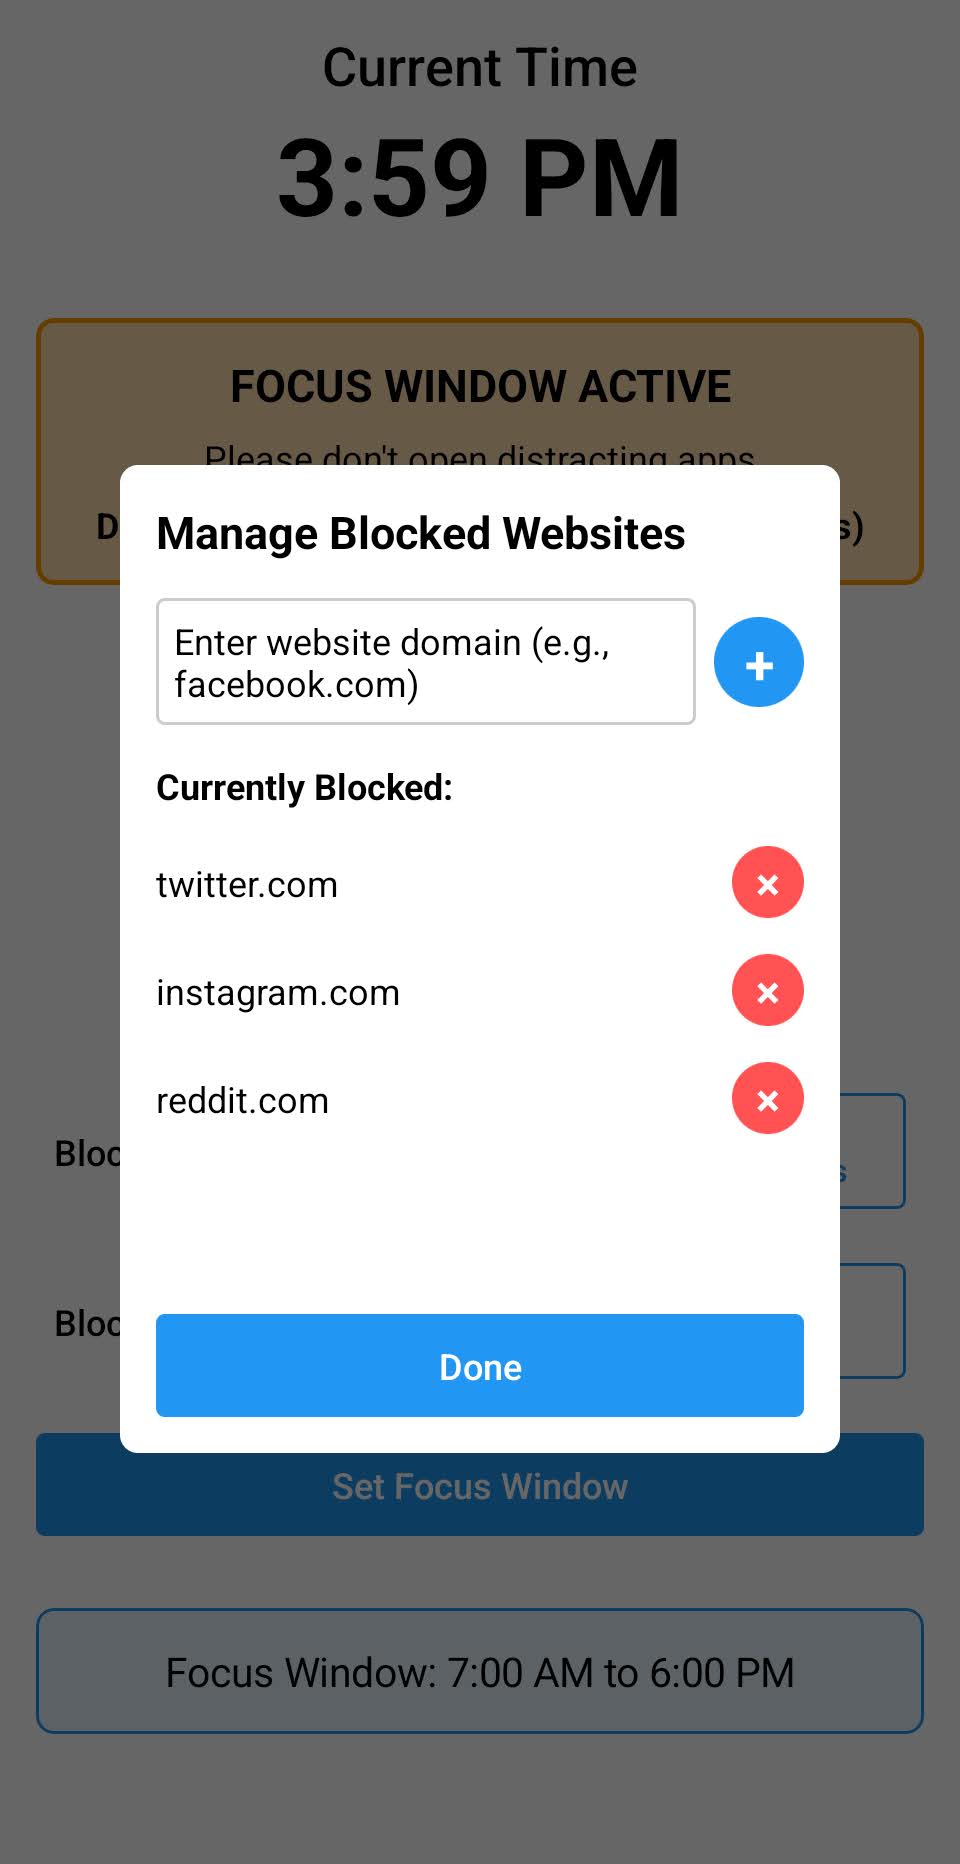 Current Time
3:59 PM
FOCUS WINDOW ACTIVE
Please don't open distracting apps
D
s)
Manage Blocked Websites
Enter website domain (e.g.,
facebook.com)
+
Currently Blocked:
twitter.com ×
instagram.com ×
reddit.com ×
Bloc
s
Bloc
Done
Set Focus Window
Focus Window: 7:00 AM to 6:00 PM